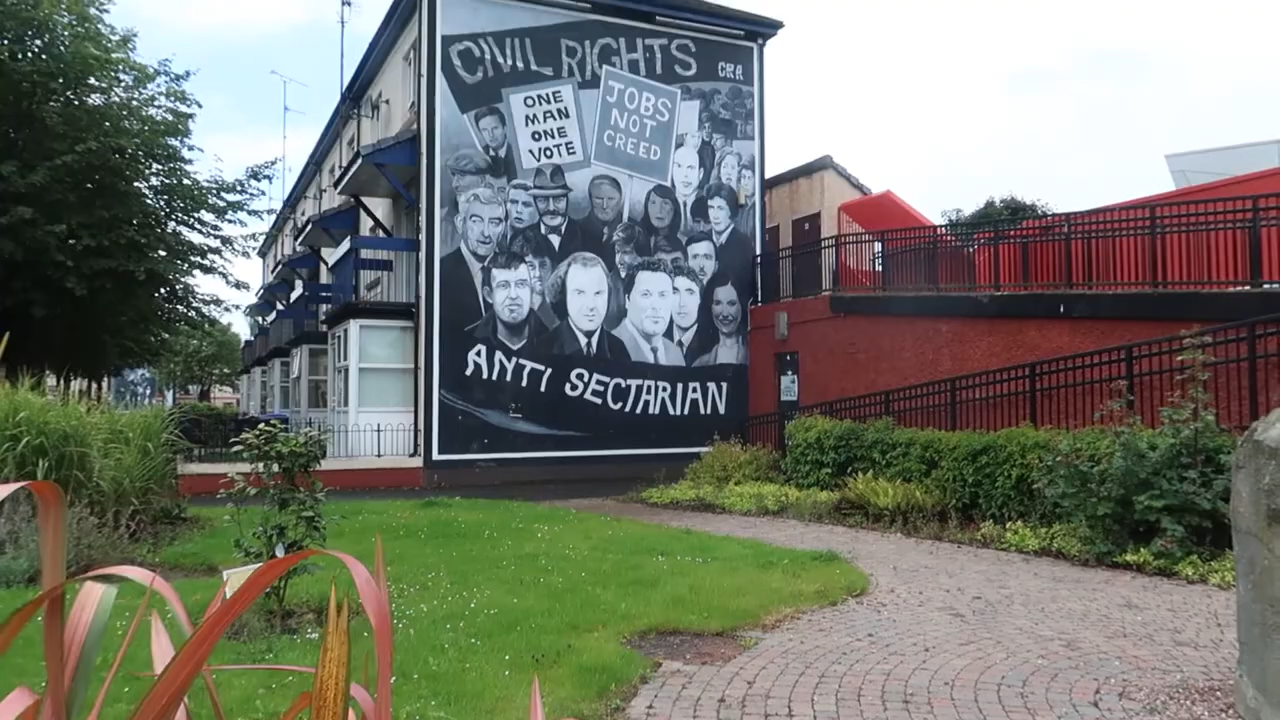 CIVIL RIGHTS
CRA
ONE
MAN
ONE
VOTE
JOBS
NOT
CREED
ANTI SECTARIAN